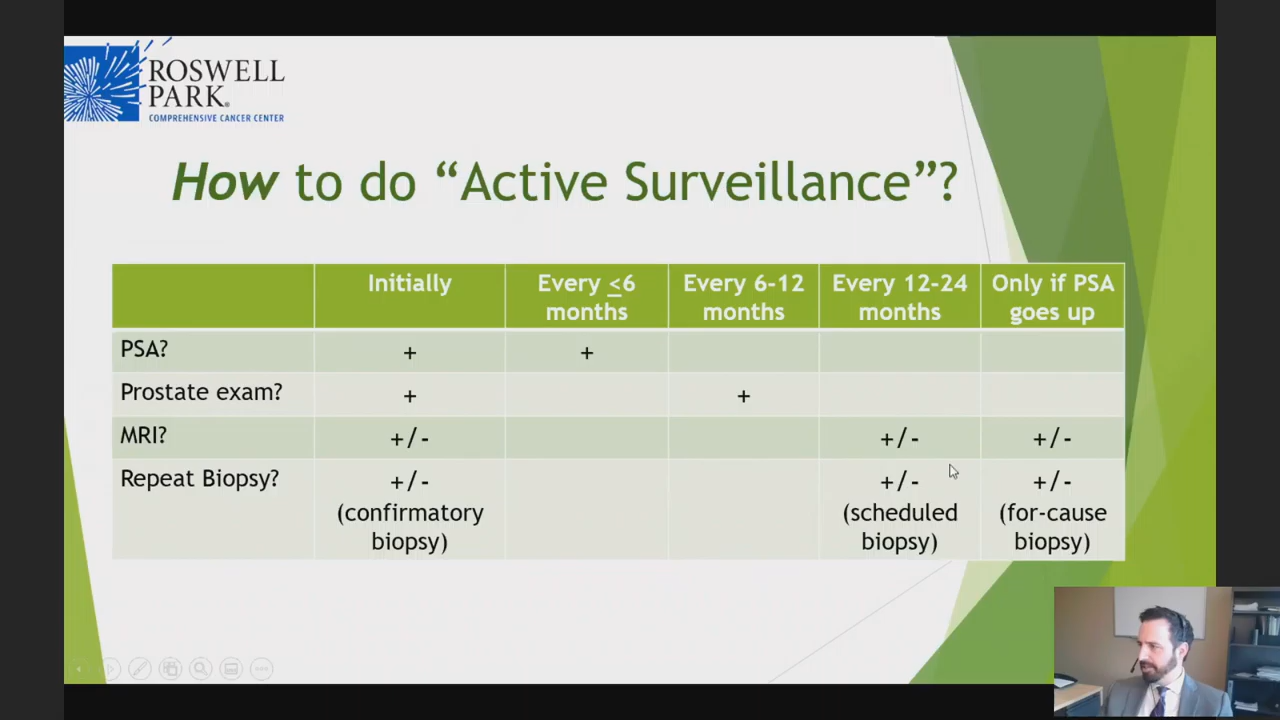 ROSWELL
PARK®
COMPREHENSIVE CANCER CENTER
How to do “Active Surveillance”?
Initially
Every <6 months
Every 6-12 months
Every 12-24 months
Only if PSA goes up
PSA? + +
Prostate exam? + +
MRI? +/- +/- +/-
Repeat Biopsy? +/- +/- +/-
(confirmatory biopsy)
(scheduled biopsy)
(for-cause biopsy)